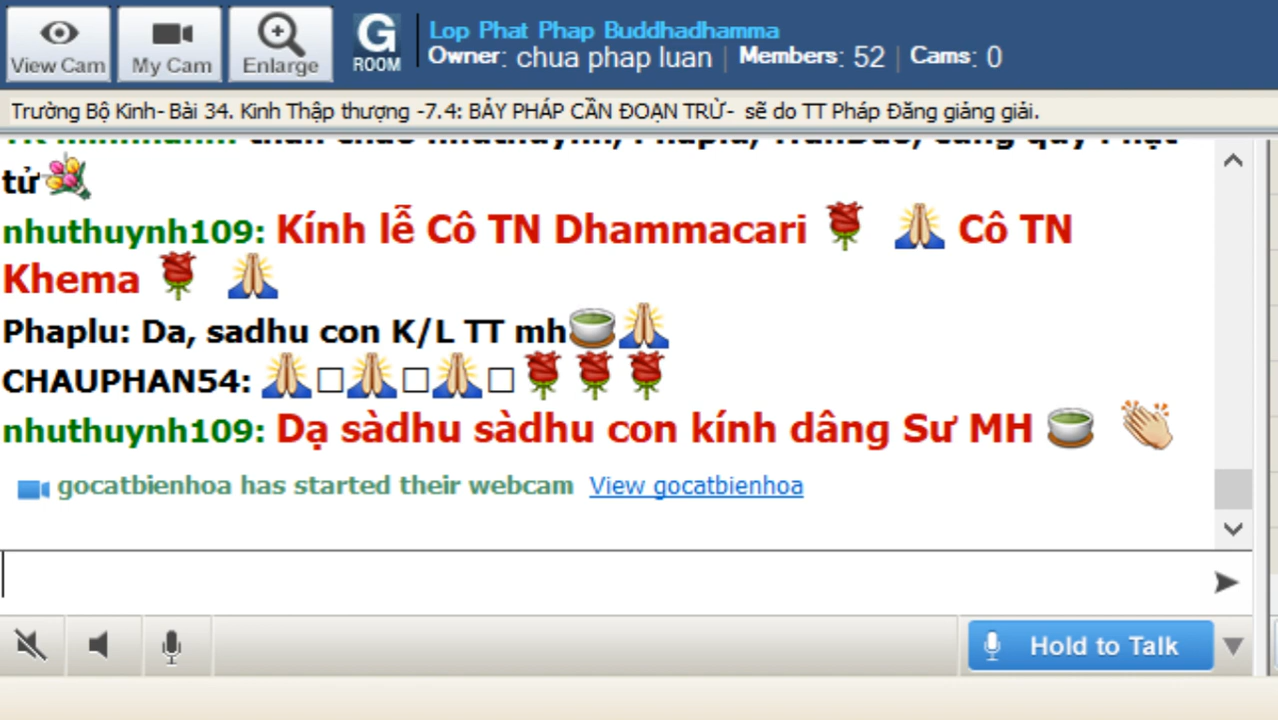 View Cam
My Cam
Enlarge
G ROOM
Lop Phat Phap Buddhadhamma
Owner: chua phap luan | Members: 52 | Cams: 0
Trường Bộ Kinh- Bài 34. Kinh Thập thượng -7.4: BẢY PHÁP CẦN ĐOẠN TRỪ- sẽ do TT Pháp Đăng giảng giải.
tử
nhuthuynh109: Kính lễ Cô TN Dhammacari 🌹 🙏 Cô TN
Khema 🌹 🙏
Phaplu: Da, sadhu con K/L TT mh🍵🙏
CHAUPHAN54: 🙏□🙏□🙏□🌹🌹🌹
nhuthuynh109: Dạ sàdhu sàdhu con kính dâng Sư MH 🍵 👏
gocatbienhoa has started their webcam View gocatbienhoa
Hold to Talk